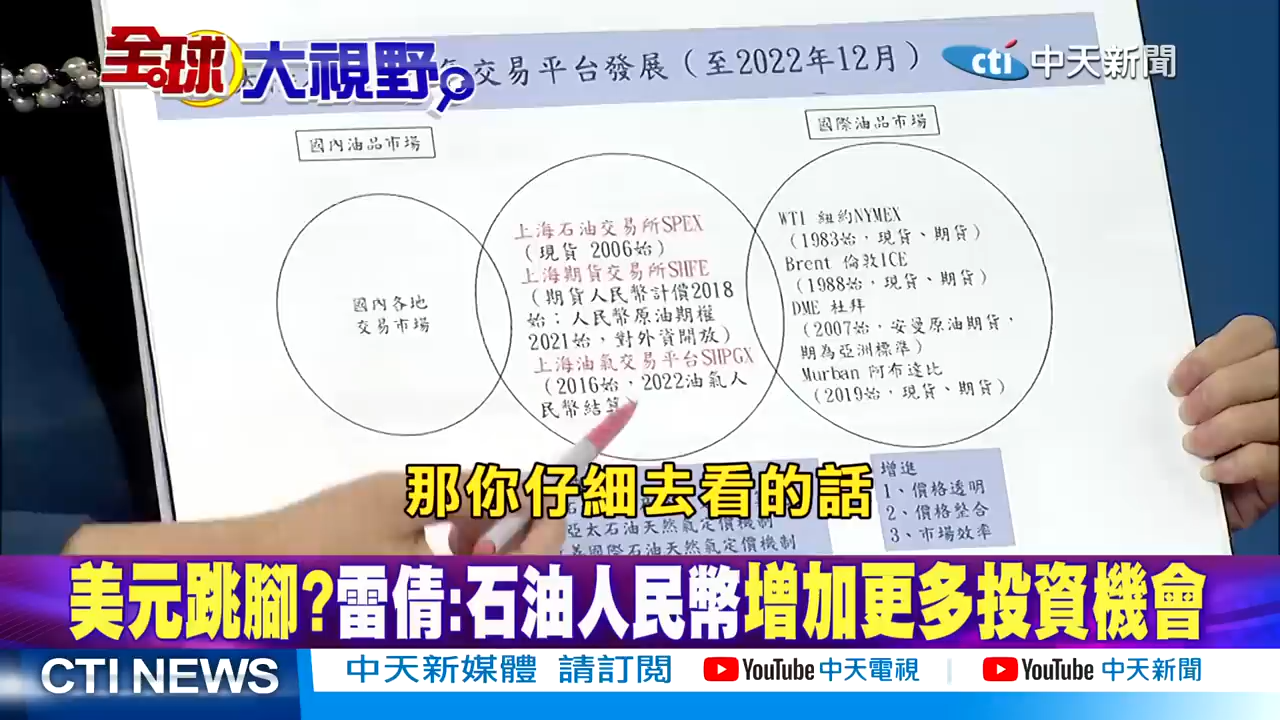 全球大視野
交易平台發展(至2022年12月)
cti 中天新聞
國內油品市場
國際油品市場
國內各地
交易市場
上海石油交易所SPEX
(現貨 2006始)
上海期貨交易所SHFE
(期貨人民幣計價2018
始;人民幣原油期權
2021始,對外資開放)
上海油氣交易平台SHPGX
(2016始,2022油氣人
民幣結算)
WTI 紐約NYMEX
(1983始,現貨、期貨)
Brent 倫敦ICE
(1988始,現貨、期貨)
DME 杜拜
(2007始,安曼原油期貨,
期為亞洲標準)
Murban 阿布達比
(2019始,現貨、期貨)
亞太石油天然氣定價機制
國際石油天然氣定價機制
增進
1、價格透明
2、價格整合
3、市場效率
那你仔細去看的話
美元跳腳?雷倩:石油人民幣增加更多投資機會
CTI NEWS
中天新媒體 請訂閱
YouTube 中天電視
YouTube 中天新聞